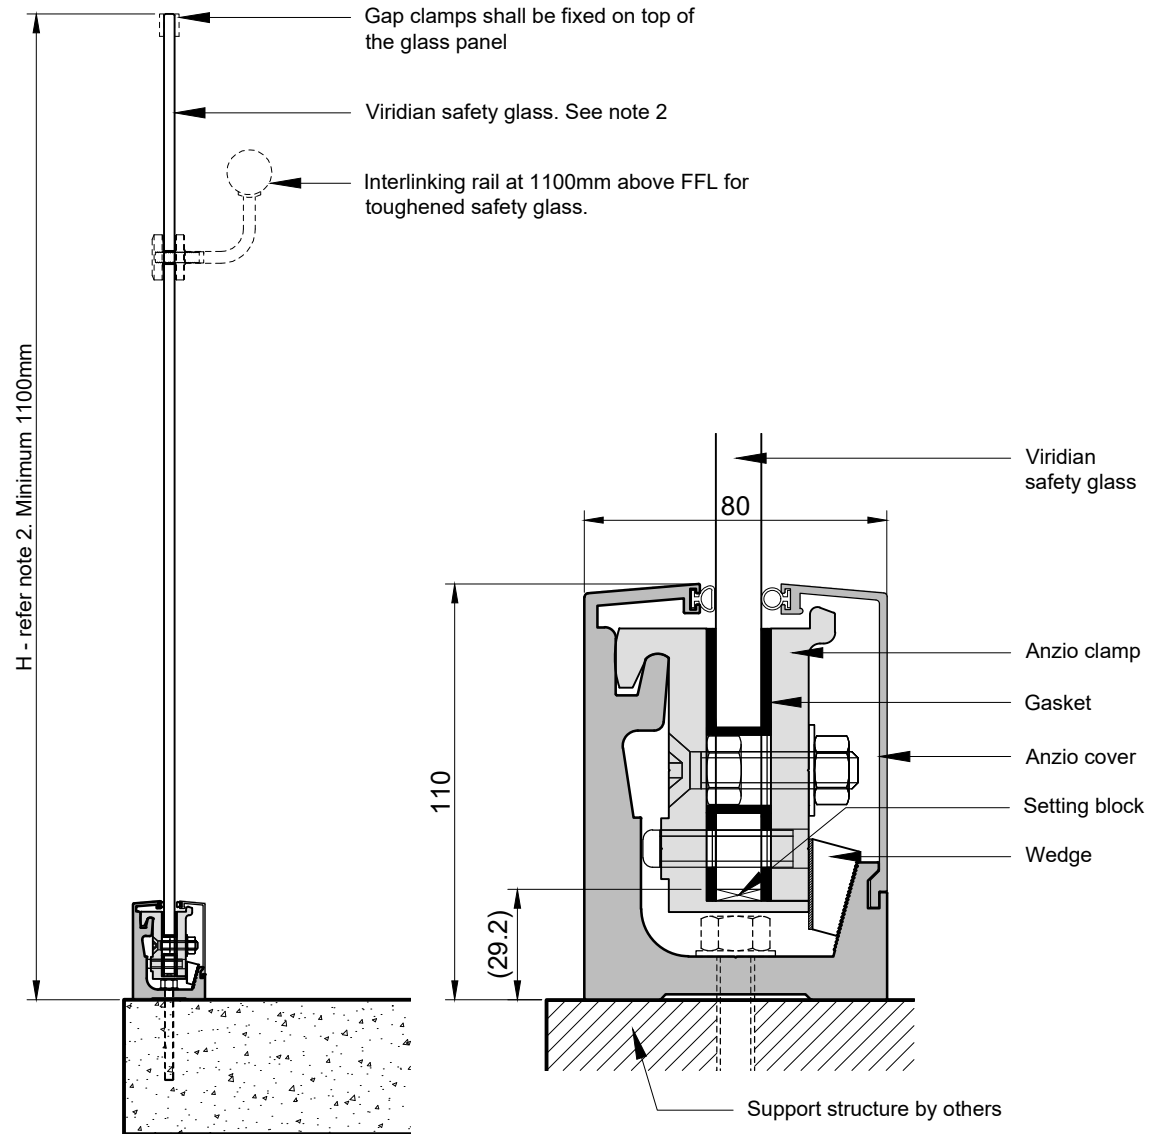 Gap clamps shall be fixed on top of
the glass panel
Viridian safety glass. See note 2
Interlinking rail at 1100mm above FFL for
toughened safety glass.
H - refer note 2. Minimum 1100mm
Viridian
safety glass
80
Anzio clamp
Gasket
Anzio cover
110
Setting block
Wedge
(29.2)
Support structure by others